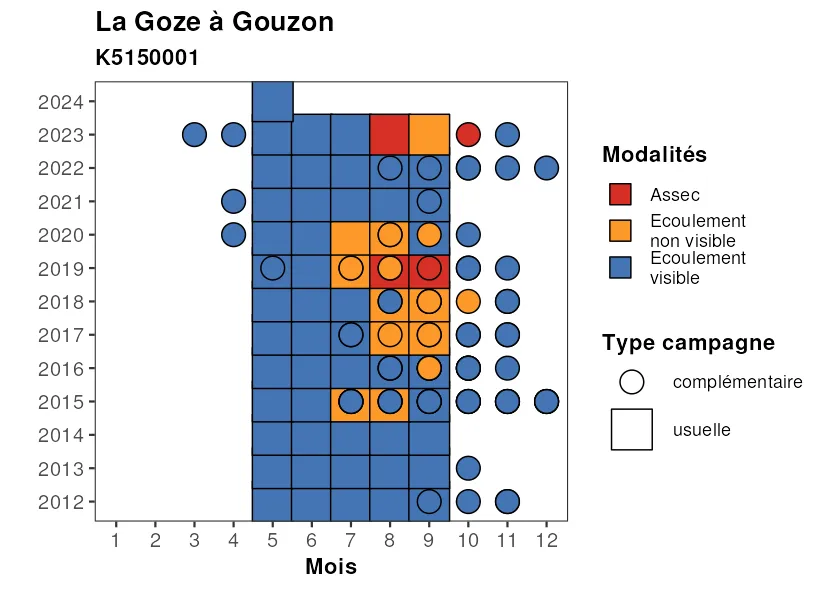 La Goze à Gouzon
K5150001
2024
2023
2022
2021
2020
2019
2018
2017
2016
2015
2014
2013
2012
1 2 3 4 5 6 7 8 9 10 11 12
Mois
Modalités
Assec
Ecoulement
non visible
Ecoulement
visible
Type campagne
complémentaire
usuelle